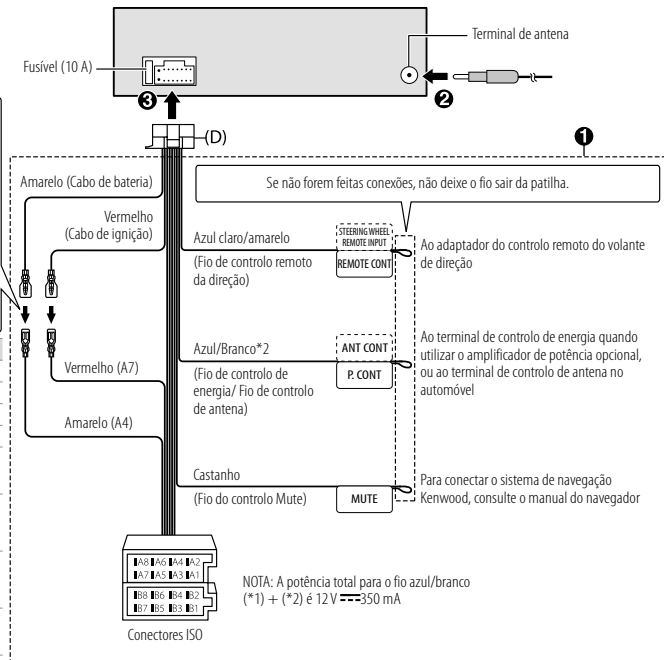 Terminal de antena
Fusível (10 A)
❸
❷
(D)
❶
Amarelo (Cabo de bateria)
Se não forem feitas conexões, não deixe o fio sair da patilha.
Vermelho
(Cabo de ignição)
Azul claro/amarelo
(Fio de controlo remoto
da direção)
STEERING WHEEL
REMOTE INPUT
REMOTE CONT
Ao adaptador do controlo remoto do volante
de direção
Azul/Branco*2
(Fio de controlo de
energia/ Fio de controlo
de antena)
ANT CONT
P. CONT
Ao terminal de controlo de energia quando
utilizar o amplificador de potência opcional,
ou ao terminal de controlo de antena no
automóvel
Vermelho (A7)
Amarelo (A4)
Castanho
(Fio do controlo Mute)
MUTE
Para conectar o sistema de navegação
Kenwood, consulte o manual do navegador
A8 A6 A4 A2
A7 A5 A3 A1
B8 B6 B4 B2
B7 B5 B3 B1
Conectores ISO
NOTA: A potência total para o fio azul/branco
(*1) + (*2) é 12 V ⎓ 350 mA